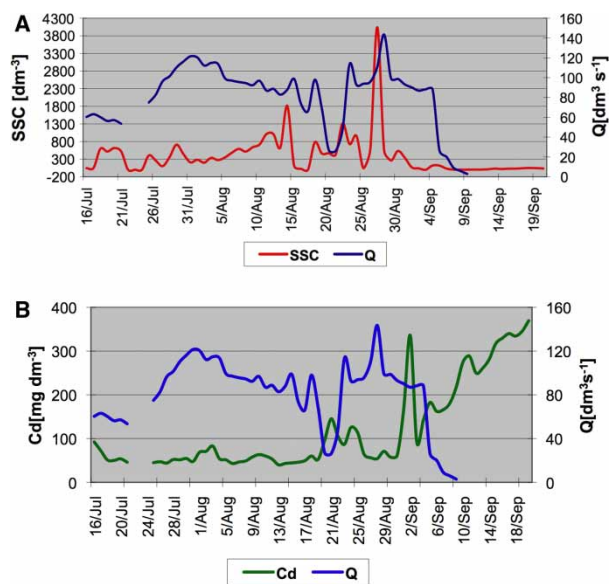 A
SSC [dm-3]
4300
3800
3300
2800
2300
1800
1300
800
300
-200
160
140
120
100
80
60
40
20
0
Q[dm3 s-1)
16/Jul 21/Jul 26/Jul 31/Jul 5/Aug 10/Aug 15/Aug 20/Aug 25/Aug 30/Aug 4/Sep 9/Sep 14/Sep 19/Sep
SSC Q
B
Cd[mg dm-3)
400
300
200
100
0
160
120
80
40
0
Q[dm3s-1)
16/Jul 20/Jul 24/Jul 28/Jul 1/Aug 5/Aug 9/Aug 13/Aug 17/Aug 21/Aug 25/Aug 29/Aug 2/Sep 6/Sep 10/Sep 14/Sep 18/Sep
Cd Q